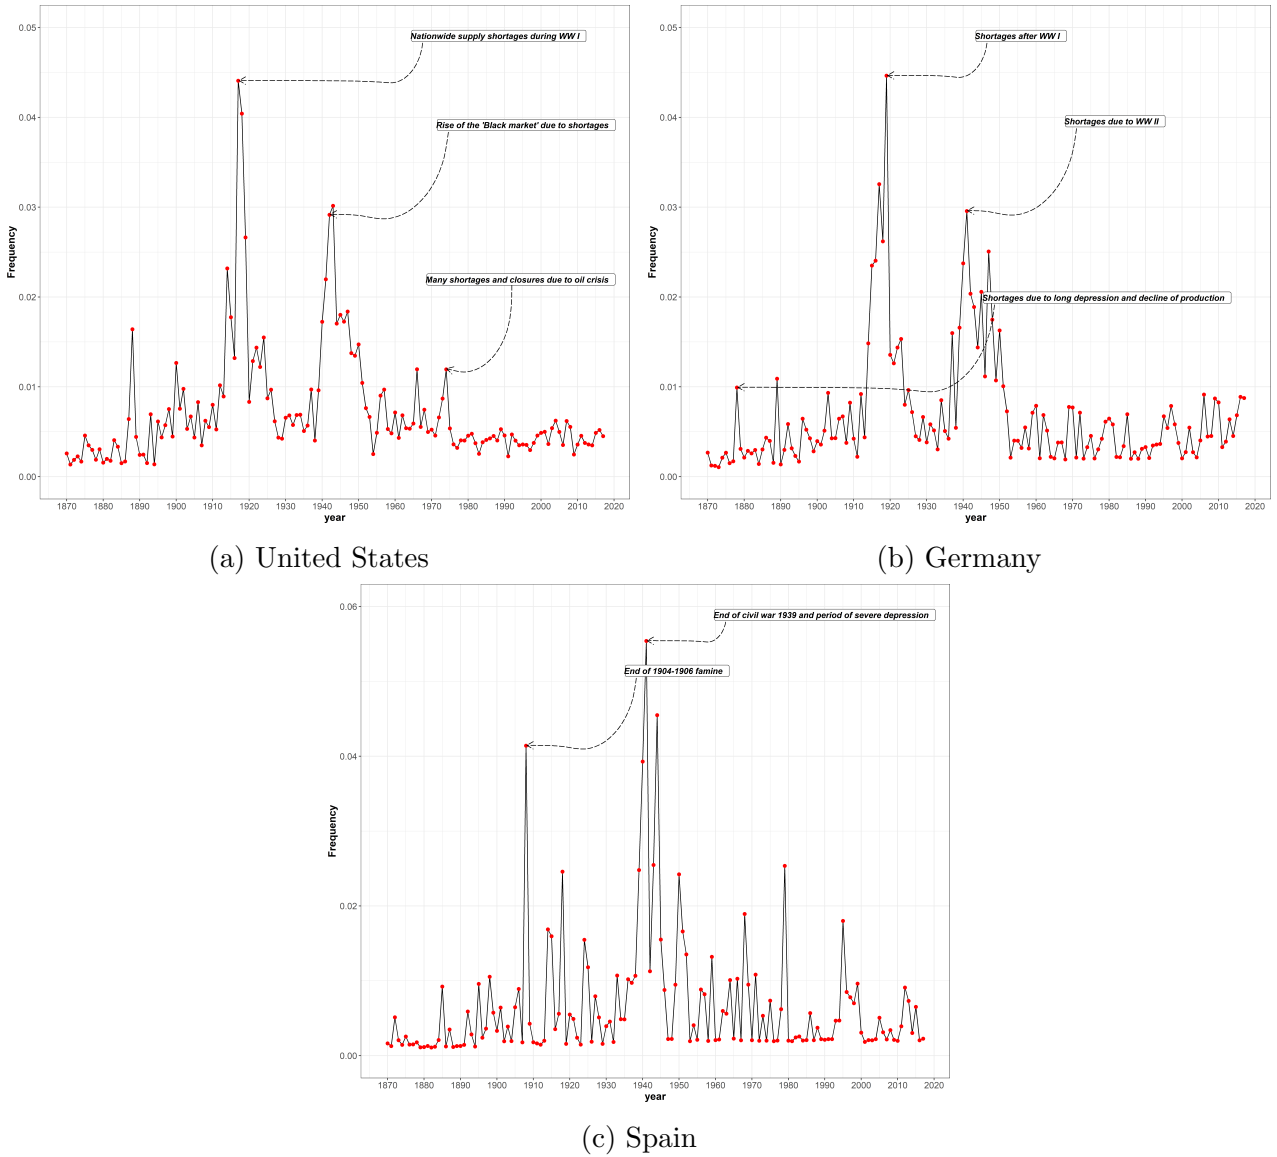 0.05
Nationwide supply shortages during WW I
0.04
Rise of the 'Black market' due to shortages
0.03
Frequency
Many shortages and closures due to oil crisis
0.02
0.01
0.00
1870 1880 1890 1900 1910 1920 1930 1940 1950 1960 1970 1980 1990 2000 2010 2020
year
(a) United States
0.05
Shortages after WW I
0.04
Shortages due to WW II
0.03
Frequency
0.02
Shortages due to long depression and decline of production
0.01
0.00
1870 1880 1890 1900 1910 1920 1930 1940 1950 1960 1970 1980 1990 2000 2010 2020
year
(b) Germany
0.06
End of civil war 1939 and period of severe depression
End of 1904-1906 famine
0.04
Frequency
0.02
0.00
1870 1880 1890 1900 1910 1920 1930 1940 1950 1960 1970 1980 1990 2000 2010 2020
year
(c) Spain